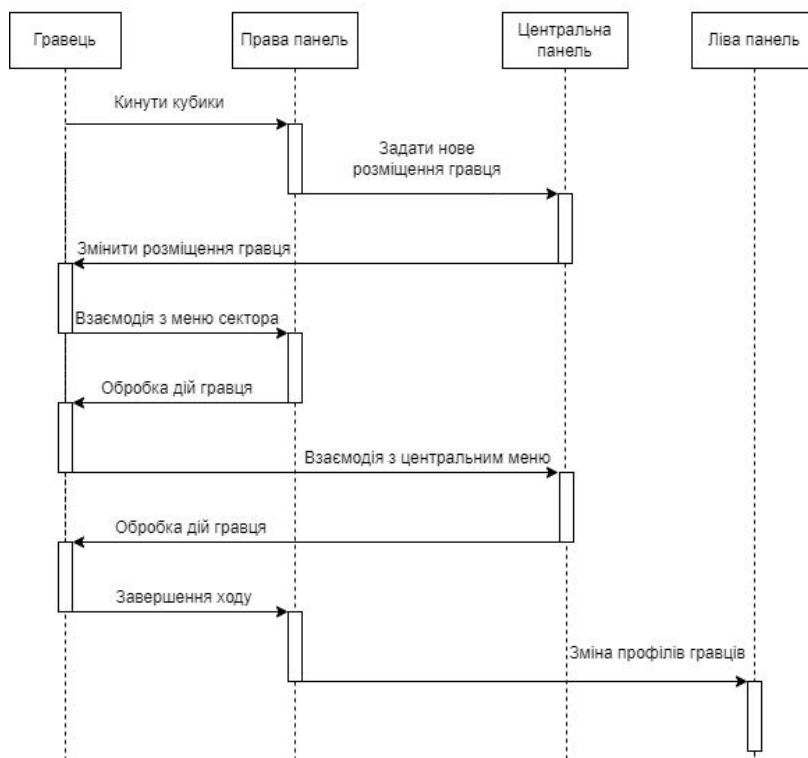 Гравець
Права панель
Центральна
панель
Ліва панель
Кинути кубики
Задати нове
розміщення гравця
Змінити розміщення гравця
Взаємодія з меню сектора
Обробка дій гравця
Взаємодія з центральним меню
Обробка дій гравця
Завершення ходу
Зміна профілів гравців